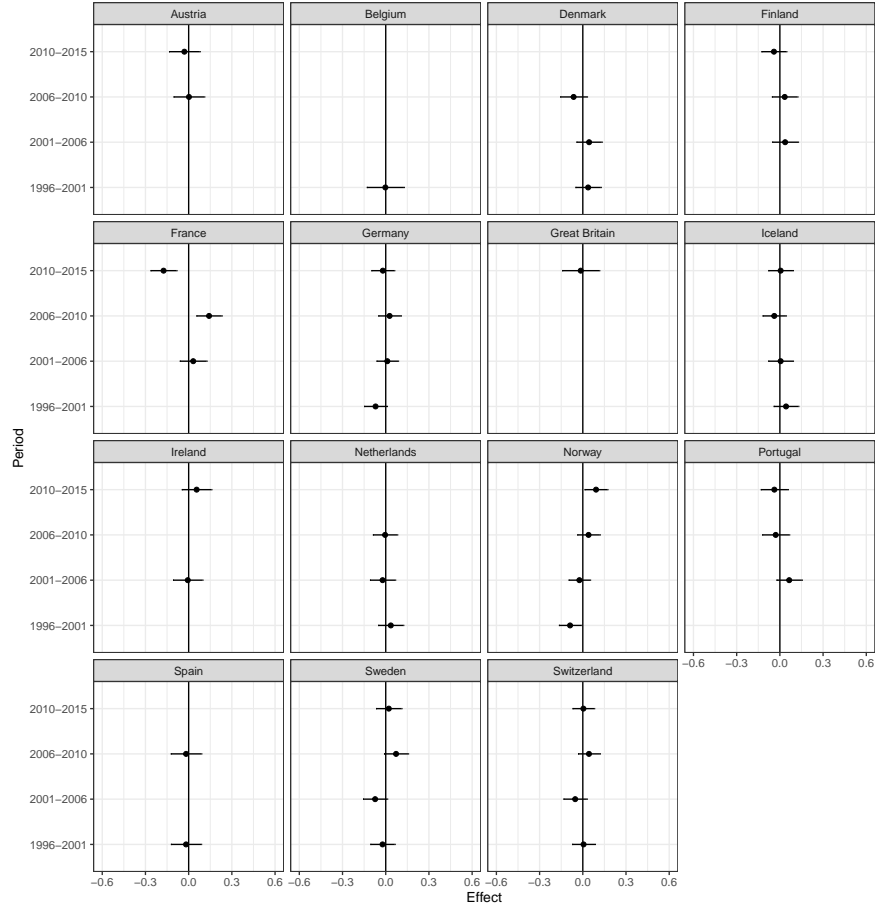 Austria Belgium Denmark Finland
2010−2015
2006−2010
2001−2006
1996−2001
France Germany Great Britain Iceland
2010−2015
2006−2010
2001−2006
1996−2001
Period
Ireland Netherlands Norway Portugal
2010−2015
2006−2010
2001−2006
1996−2001
−0.6 −0.3 0.0 0.3 0.6
Spain Sweden Switzerland
2010−2015
2006−2010
2001−2006
1996−2001
−0.6 −0.3 0.0 0.3 0.6 −0.6 −0.3 0.0 0.3 0.6 −0.6 −0.3 0.0 0.3 0.6
Effect